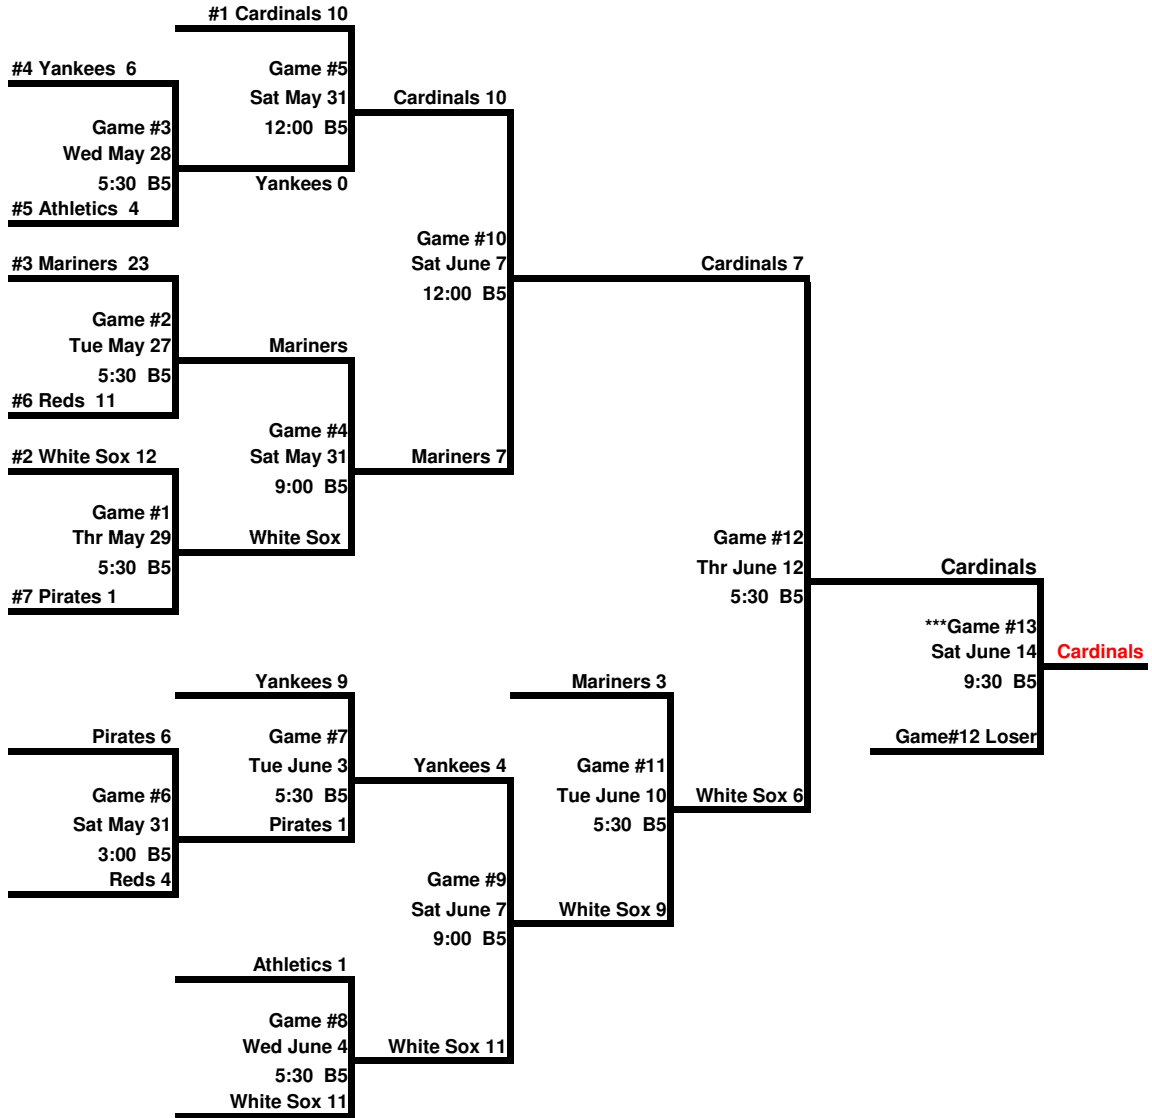 #1 Cardinals 10
#4 Yankees 6
Game #5
Sat May 31
12:00 B5
Cardinals 10
Game #3
Wed May 28
5:30 B5
Yankees 0
#5 Athletics 4
#3 Mariners 23
Game #10
Sat June 7
12:00 B5
Cardinals 7
Game #2
Tue May 27
5:30 B5
Mariners
#6 Reds 11
Game #4
Sat May 31
9:00 B5
Mariners 7
#2 White Sox 12
Game #1
Thr May 29
5:30 B5
White Sox
#7 Pirates 1
Game #12
Thr June 12
5:30 B5
Cardinals
***Game #13
Sat June 14
9:30 B5
Cardinals
Game#12 Loser
Yankees 9
Mariners 3
Pirates 6
Game #7
Tue June 3
5:30 B5
Yankees 4
Game #11
Tue June 10
5:30 B5
White Sox 6
Game #6
Sat May 31
3:00 B5
Pirates 1
Reds 4
Game #9
Sat June 7
9:00 B5
White Sox 9
Athletics 1
Game #8
Wed June 4
5:30 B5
White Sox 11
White Sox 11